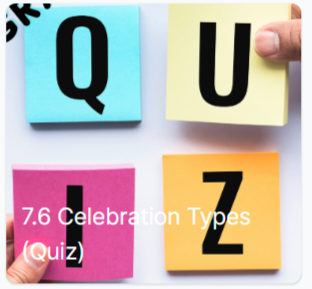 Q U
I Z
7.6 Celebration Types
(Quiz)